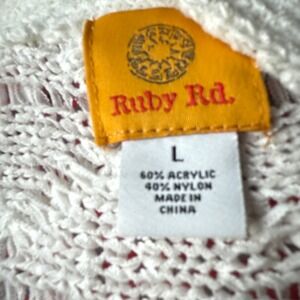 Ruby Rd.
L
60% ACRYLIC
40% NYLON
MADE IN
CHINA